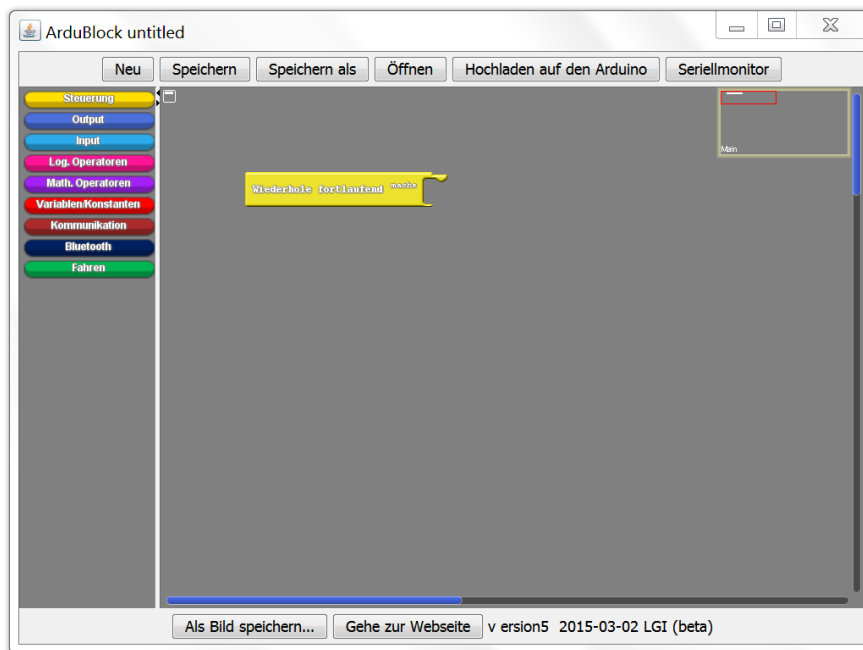 ArduBlock untitled
Neu Speichern Speichern als Öffnen Hochladen auf den Arduino Seriellmonitor
Steuerung
Output
Input
Log. Operatoren
Math. Operatoren
Variablen/Konstanten
Kommunikation
Bluetooth
Fahren
Wiederhole fortlaufend mache
Main
Als Bild speichern... Gehe zur Webseite v ersion5 2015-03-02 LGI (beta)